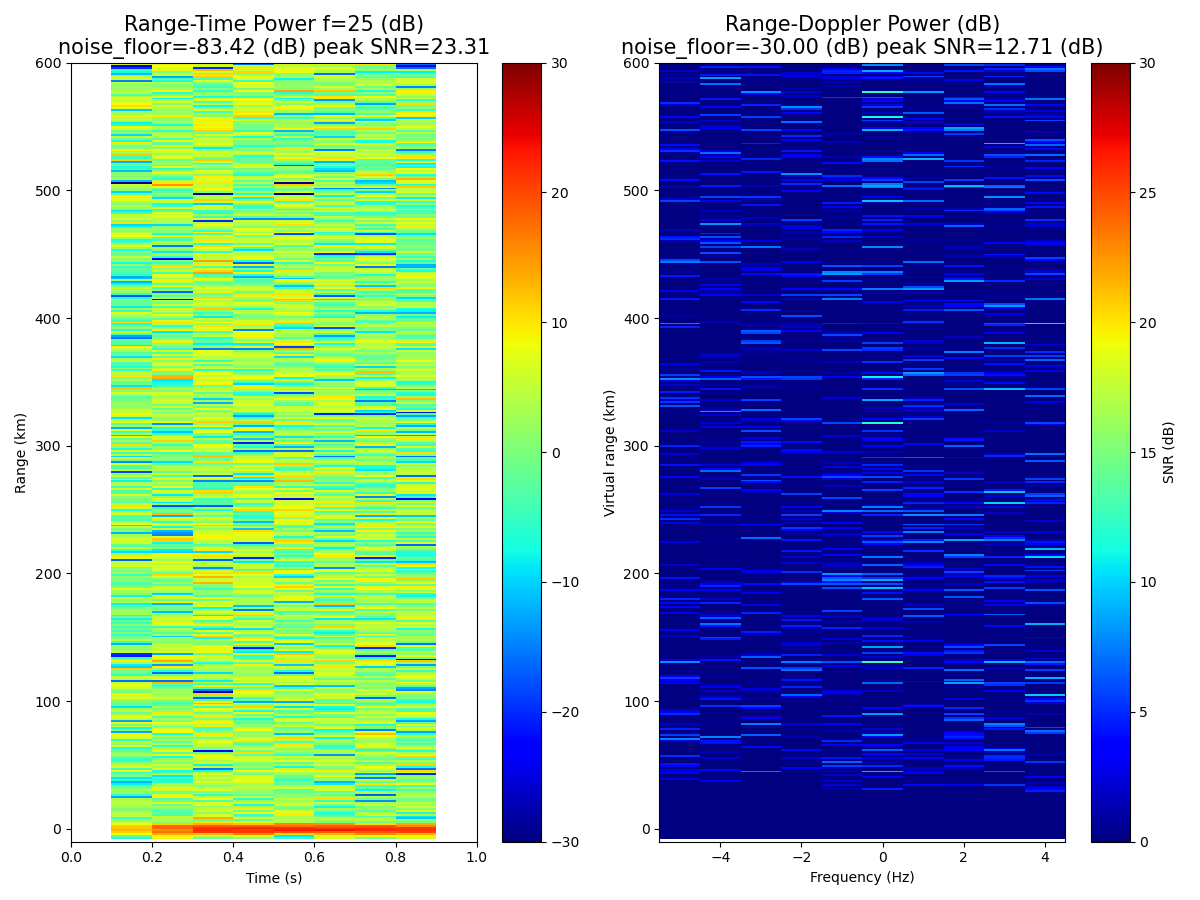 Range-Time Power f=25 (dB)
noise_floor=-83.42 (dB) peak SNR=23.31
600
500
400
300
200
100
0
Range (km)
0.0 0.2 0.4 0.6 0.8 1.0
Time (s)
30
20
10
0
−10
−20
−30
Range-Doppler Power (dB)
noise_floor=-30.00 (dB) peak SNR=12.71 (dB)
600
500
400
300
200
100
0
Virtual range (km)
−4 −2 0 2 4
Frequency (Hz)
30
25
20
15
10
5
0
SNR (dB)